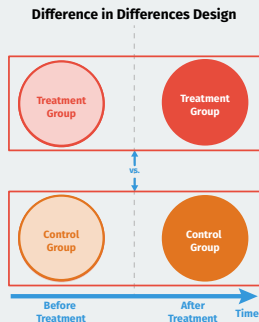 Difference in Differences Design
Treatment
Group
Treatment
Group
vs.
Control
Group
Control
Group
Before
Treatment
After
Treatment
Time